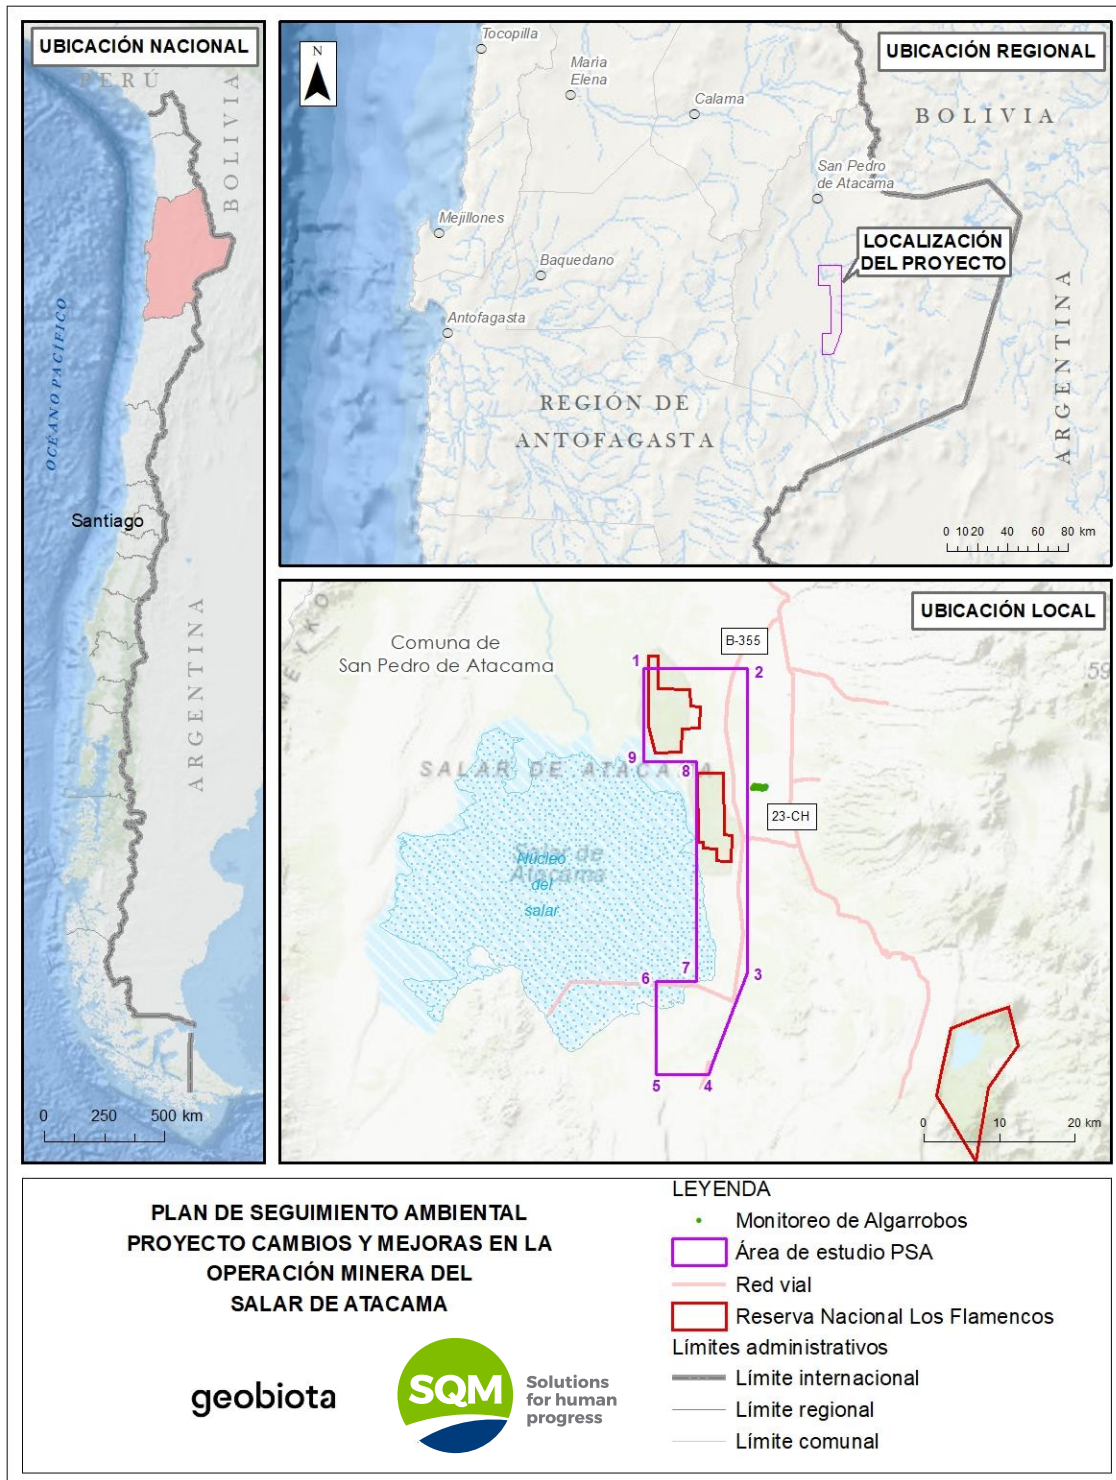 UBICACIÓN NACIONAL
PERÚ
BOLIVIA
OCÉANO PACÍFICO
Santiago
ARGENTINA
0 250 500 km
UBICACIÓN REGIONAL
N
Tocopilla
Maria
Elena
Calama
BOLIVIA
San Pedro
de Atacama
Mejillones
LOCALIZACIÓN
DEL PROYECTO
Baquedano
Antofagasta
ARGENTINA
REGIÓN DE
ANTOFAGASTA
0 10 20 40 60 80 km
UBICACIÓN LOCAL
Comuna de
San Pedro de Atacama
B-355
1
2
59
9
8
SALAR DE ATACAMA
23-CH
Salar de
Atacama
Núcleo
del
salar
7
6
3
5
4
0 10 20 km
PLAN DE SEGUIMIENTO AMBIENTAL
PROYECTO CAMBIOS Y MEJORAS EN LA
OPERACIÓN MINERA DEL
SALAR DE ATACAMA
geobiota
SQM
Solutions
for human
progress
LEYENDA
Monitoreo de Algarrobos
Área de estudio PSA
Red vial
Reserva Nacional Los Flamencos
Límites administrativos
Límite internacional
Límite regional
Límite comunal